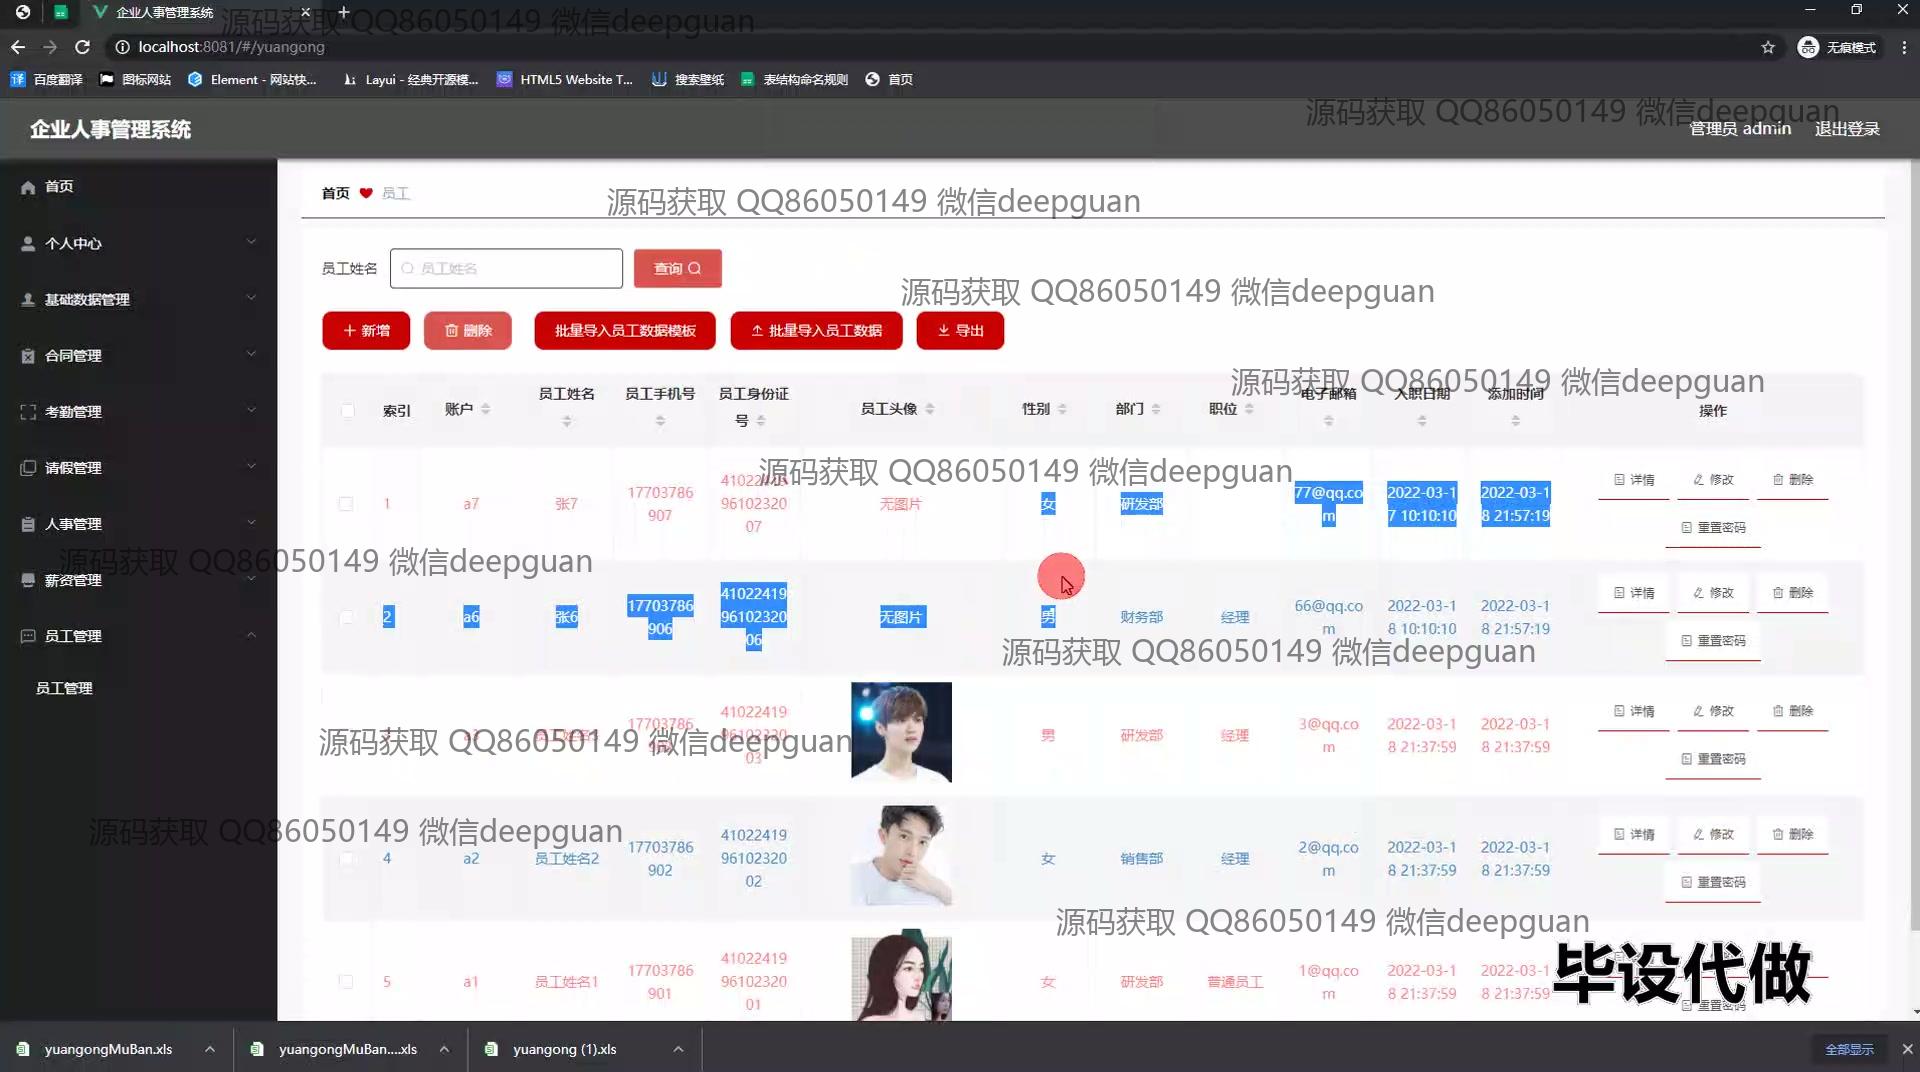 企业人事管理系统
localhost:8081/#/yuangong
无痕模式
百度翻译 图标网站 Element - 网站快... Layui - 经典开源模... HTML5 Website T... 搜索壁纸 表结构命名规则 首页
源码获取 QQ86050149 微信deepguan
源码获取 QQ86050149 微信deepguan
企业人事管理系统
管理员 admin 退出登录
首页
个人中心
基础数据管理
合同管理
考勤管理
请假管理
人事管理
薪资管理
员工管理
员工管理
首页 员工
源码获取 QQ86050149 微信deepguan
员工姓名 员工姓名 查询
源码获取 QQ86050149 微信deepguan
新增 删除 批量导入员工数据模板 批量导入员工数据 导出
源码获取 QQ86050149 微信deepguan
索引 账户 员工姓名 员工手机号 员工身份证号 员工头像 性别 部门 职位 电子邮箱 入职日期 添加时间 操作
源码获取 QQ86050149 微信deepguan
1 a7 张7 17703786907 410224199610232007 无图片 女 研发部 77@qq.com 2022-03-17 10:10:10 2022-03-18 21:57:19 详情 修改 删除
重置密码
源码获取 QQ86050149 微信deepguan
2 a6 张6 17703786906 410224199610232006 无图片 男 财务部 经理 66@qq.com 2022-03-18 10:10:10 2022-03-18 21:57:19 详情 修改 删除
重置密码
源码获取 QQ86050149 微信deepguan
男 研发部 经理 3@qq.com 2022-03-18 21:37:59 2022-03-18 21:37:59 详情 修改 删除
重置密码
源码获取 QQ86050149 微信deepguan
4 a2 员工姓名2 17703786902 410224199610232002 女 销售部 经理 2@qq.com 2022-03-18 21:37:59 2022-03-18 21:37:59 详情 修改 删除
重置密码
源码获取 QQ86050149 微信deepguan
源码获取 QQ86050149 微信deepguan
5 a1 员工姓名1 17703786901 410224199610232001 女 研发部 普通员工 1@qq.com 2022-03-18 21:37:59 2022-03-18 21:37:59
重置密码
毕设代做
yuangongMuBan.xls yuangongMuBan....xls yuangong (1).xls 全部显示